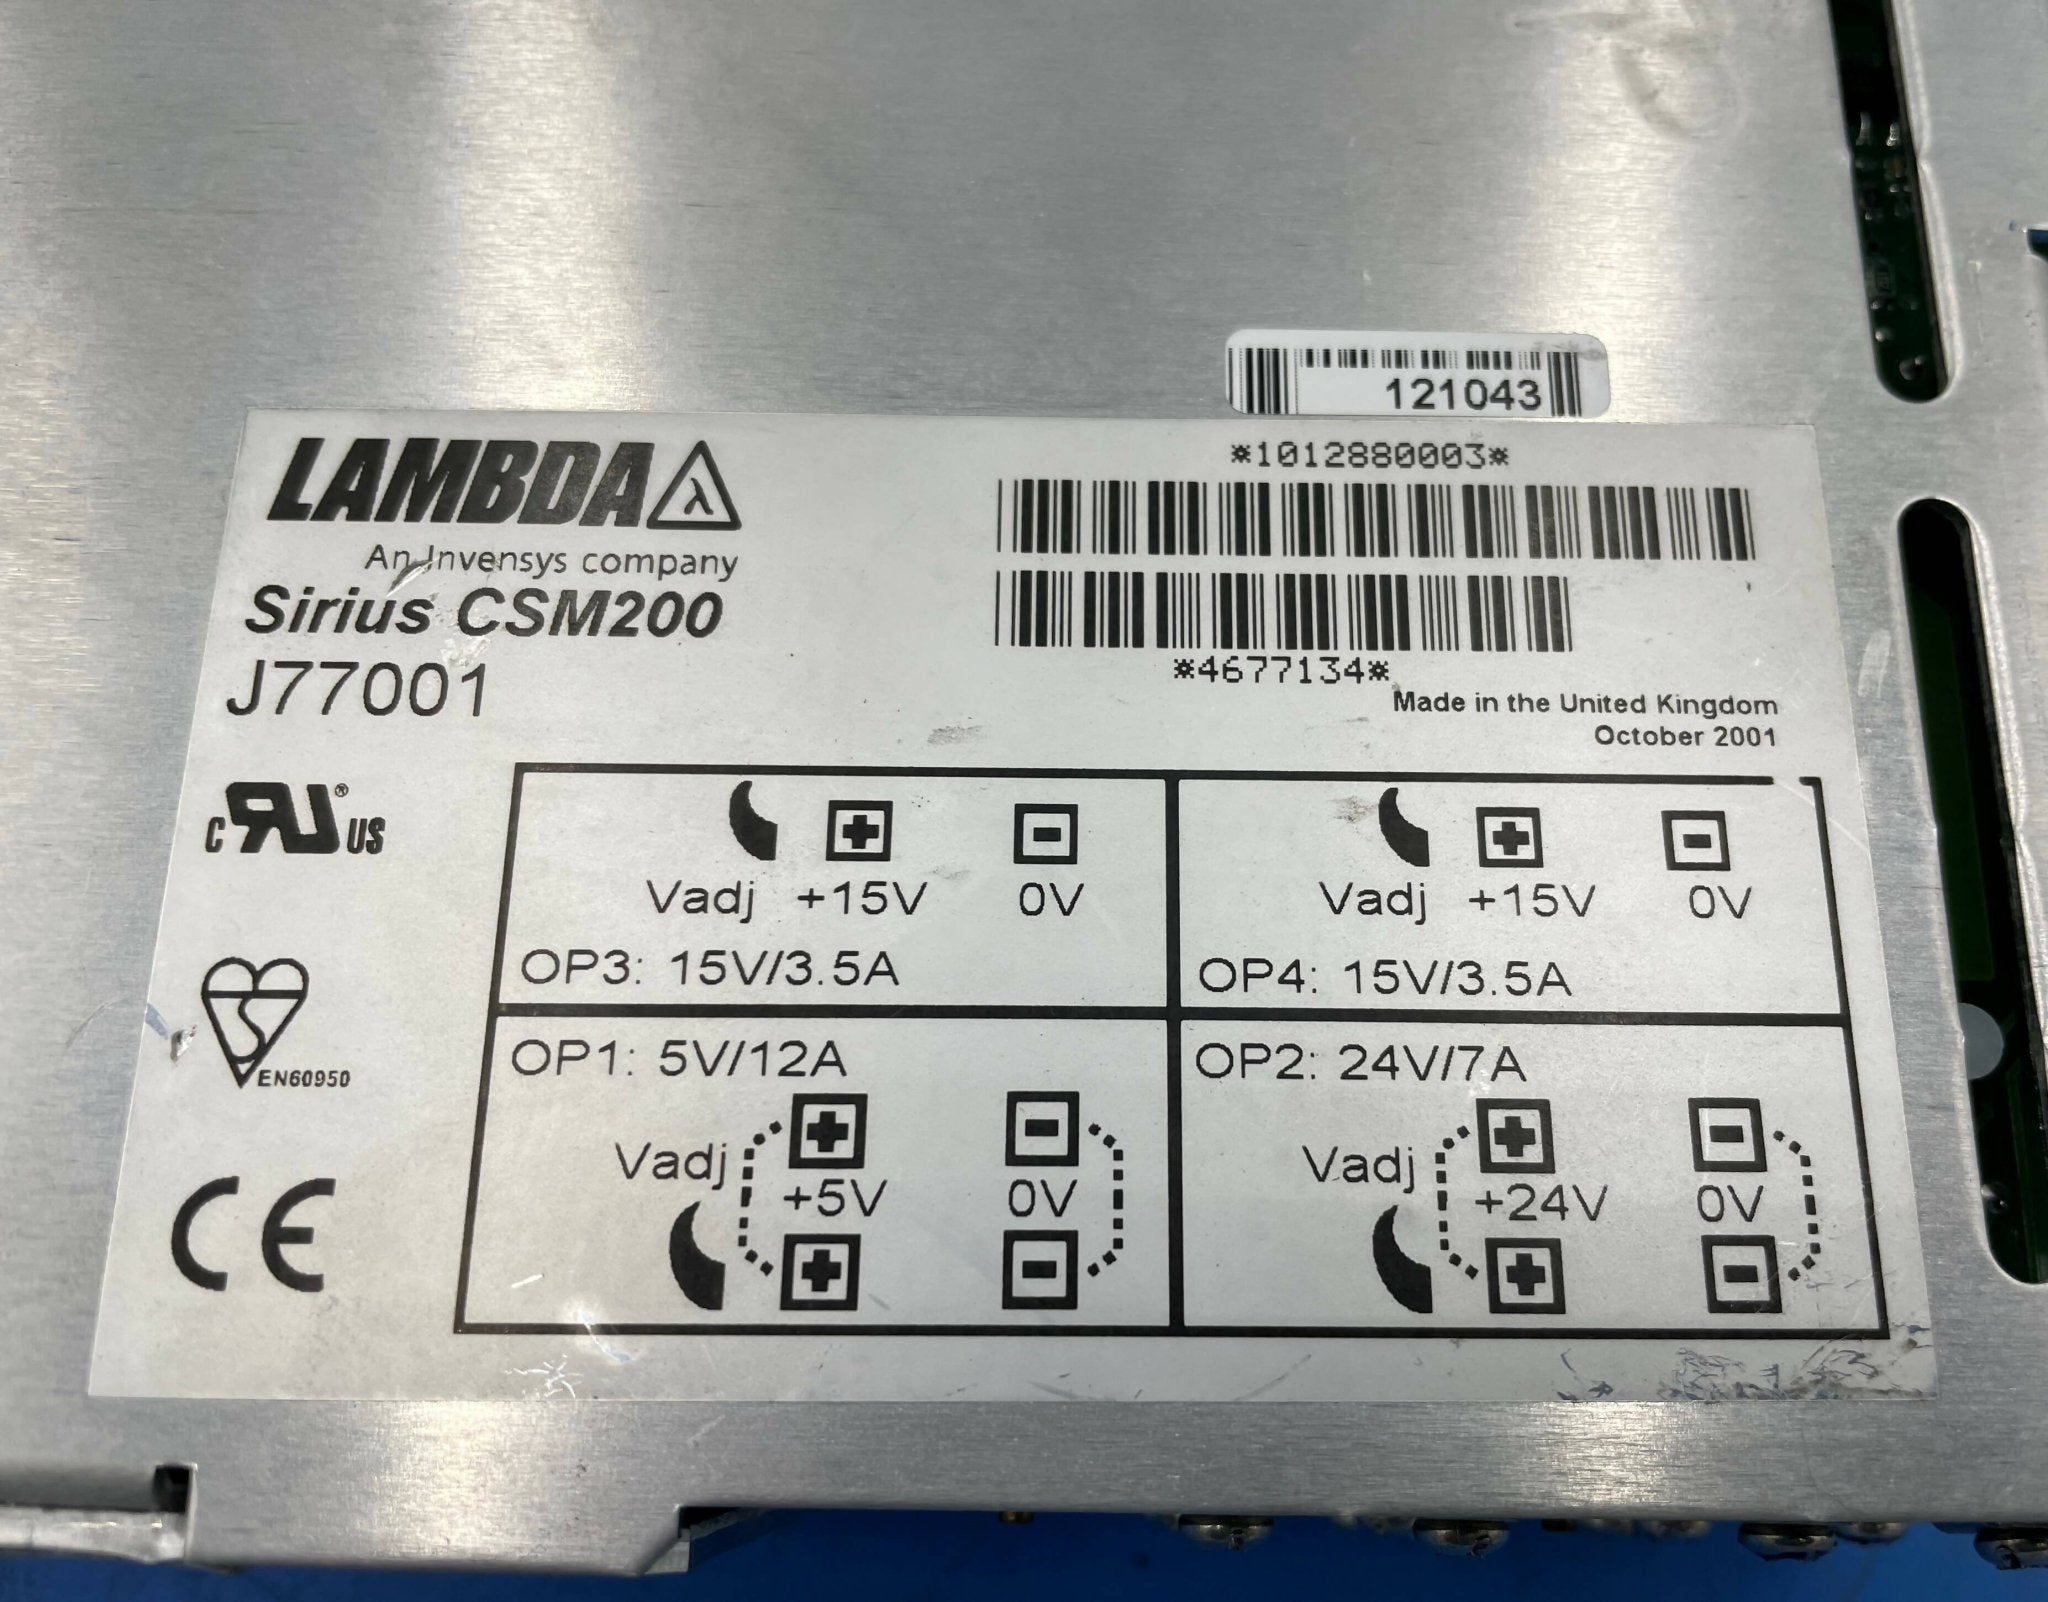 121043
LAMBDA λ
An Invensys company
*1012880003*
Sirius CSM200
J77001
*4677134*
Made in the United Kingdom
October 2001
c RU ® US
EN60950
CE
Vadj +15V 0V
OP3: 15V/3.5A
Vadj +15V 0V
OP4: 15V/3.5A
OP1: 5V/12A
Vadj +5V 0V
OP2: 24V/7A
Vadj +24V 0V